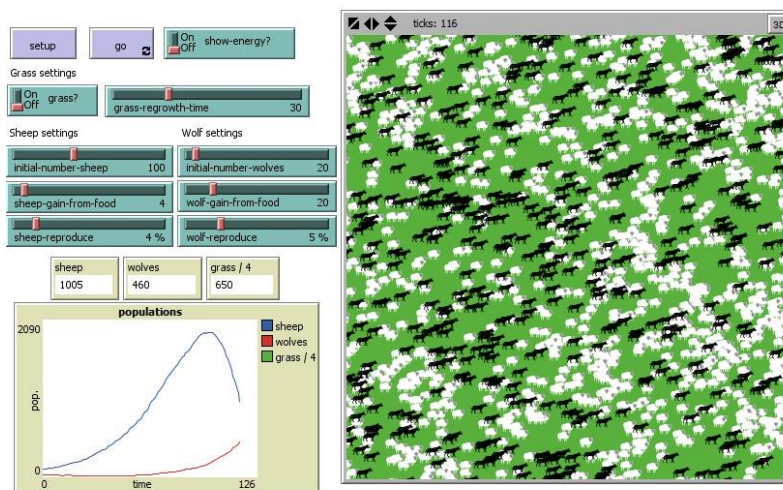 setup
go
On
Off
show-energy?
Grass settings
On
Off
grass?
grass-regrowth-time 30
Sheep settings
Wolf settings
initial-number-sheep 100
initial-number-wolves 20
sheep-gain-from-food 4
wolf-gain-from-food 20
sheep-reproduce 4 %
wolf-reproduce 5 %
sheep
1005
wolves
460
grass / 4
650
populations
2090
pop.
0
0
time
126
sheep
wolves
grass / 4
ticks: 116
3D